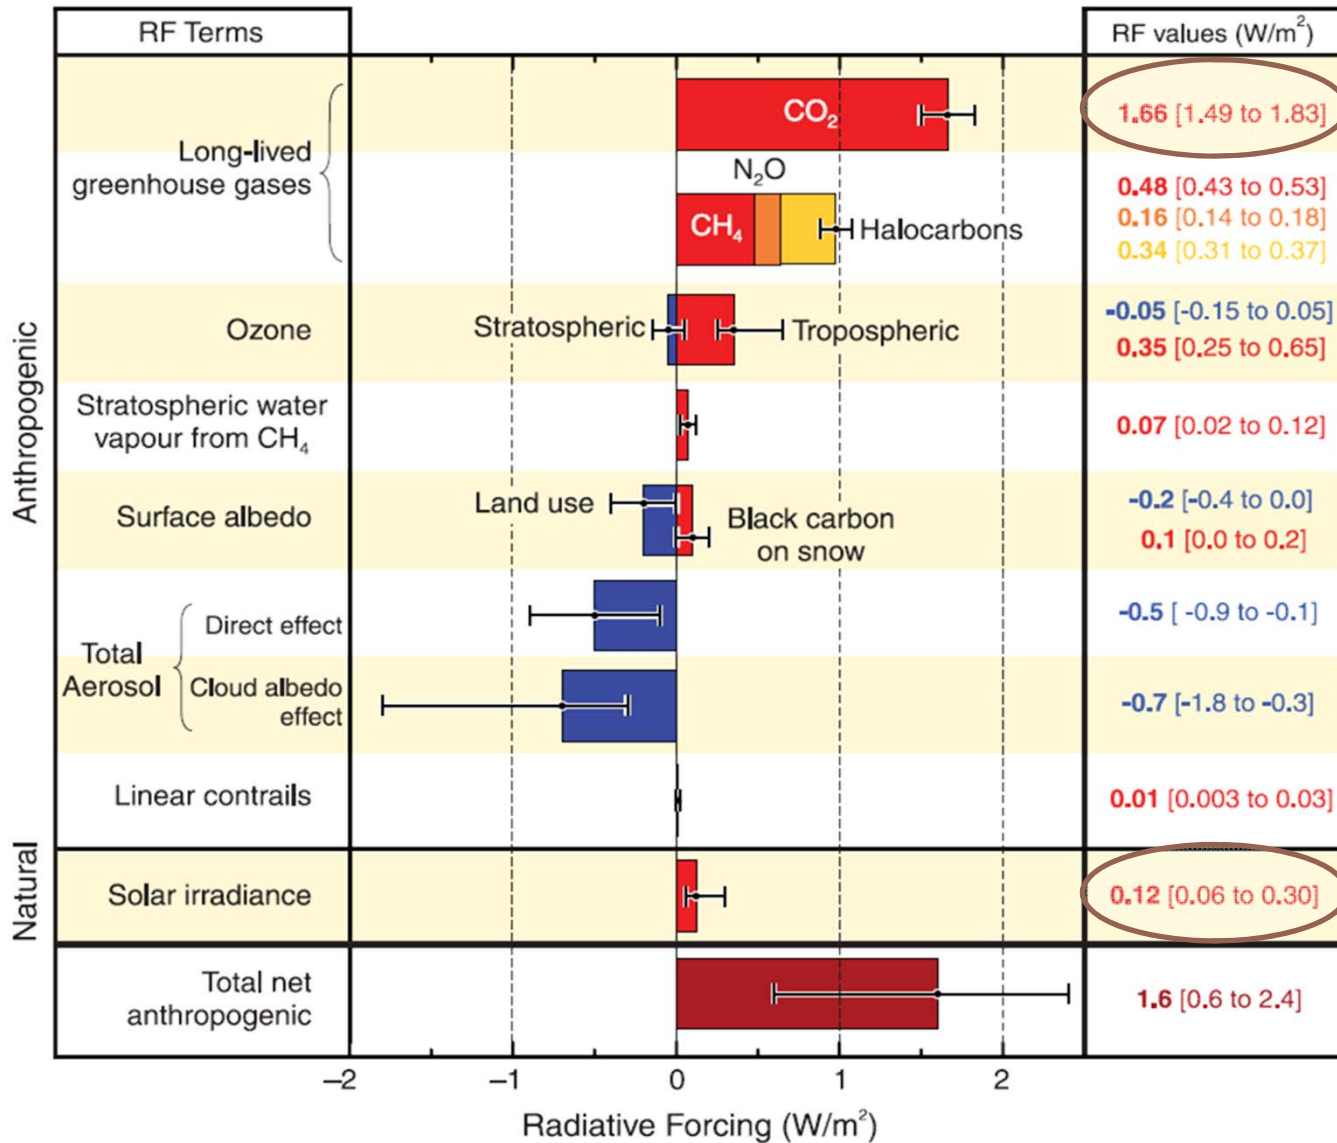 RF Terms
RF values (W/m²)
Anthropogenic
Long-lived
greenhouse gases
CO₂
1.66 [1.49 to 1.83]
N₂O
CH₄
Halocarbons
0.48 [0.43 to 0.53]
0.16 [0.14 to 0.18]
0.34 [0.31 to 0.37]
Ozone
Stratospheric
Tropospheric
-0.05 [-0.15 to 0.05]
0.35 [0.25 to 0.65]
Stratospheric water
vapour from CH₄
0.07 [0.02 to 0.12]
Surface albedo
Land use
Black carbon
on snow
-0.2 [-0.4 to 0.0]
0.1 [0.0 to 0.2]
Total
Aerosol
Direct effect
-0.5 [ -0.9 to -0.1]
Cloud albedo
effect
-0.7 [-1.8 to -0.3]
Linear contrails
0.01 [0.003 to 0.03]
Natural
Solar irradiance
0.12 [0.06 to 0.30]
Total net
anthropogenic
1.6 [0.6 to 2.4]
–2 –1 0 1 2
Radiative Forcing (W/m²)